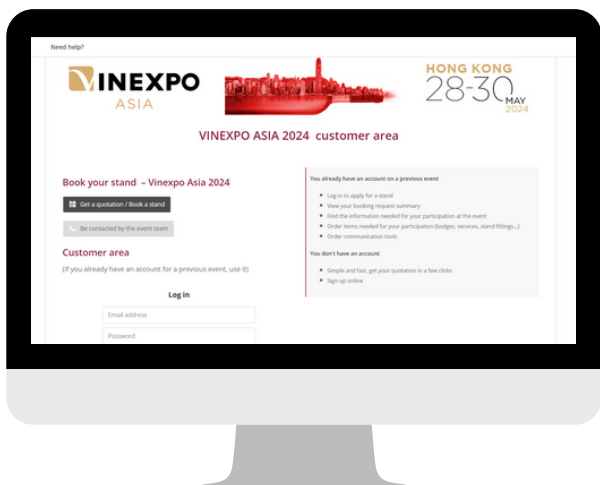 Need help?
VINEXPO
ASIA
HONG KONG
28-30 MAY
2024
VINEXPO ASIA 2024 customer area
Book your stand – Vinexpo Asia 2024
Get a quotation / Book a stand
Be contacted by the event team
Customer area
(If you already have an account for a previous event, use it)
Log in
Email address
Password
You already have an account on a previous event
Log in to apply for a stand
View your booking request summary
Find the information needed for your participation at the event
Order items needed for your participation (badges, services, stand fittings,..)
Order communication tools
You don't have an account
Simple and fast, get your quotation in a few clicks
Sign up online